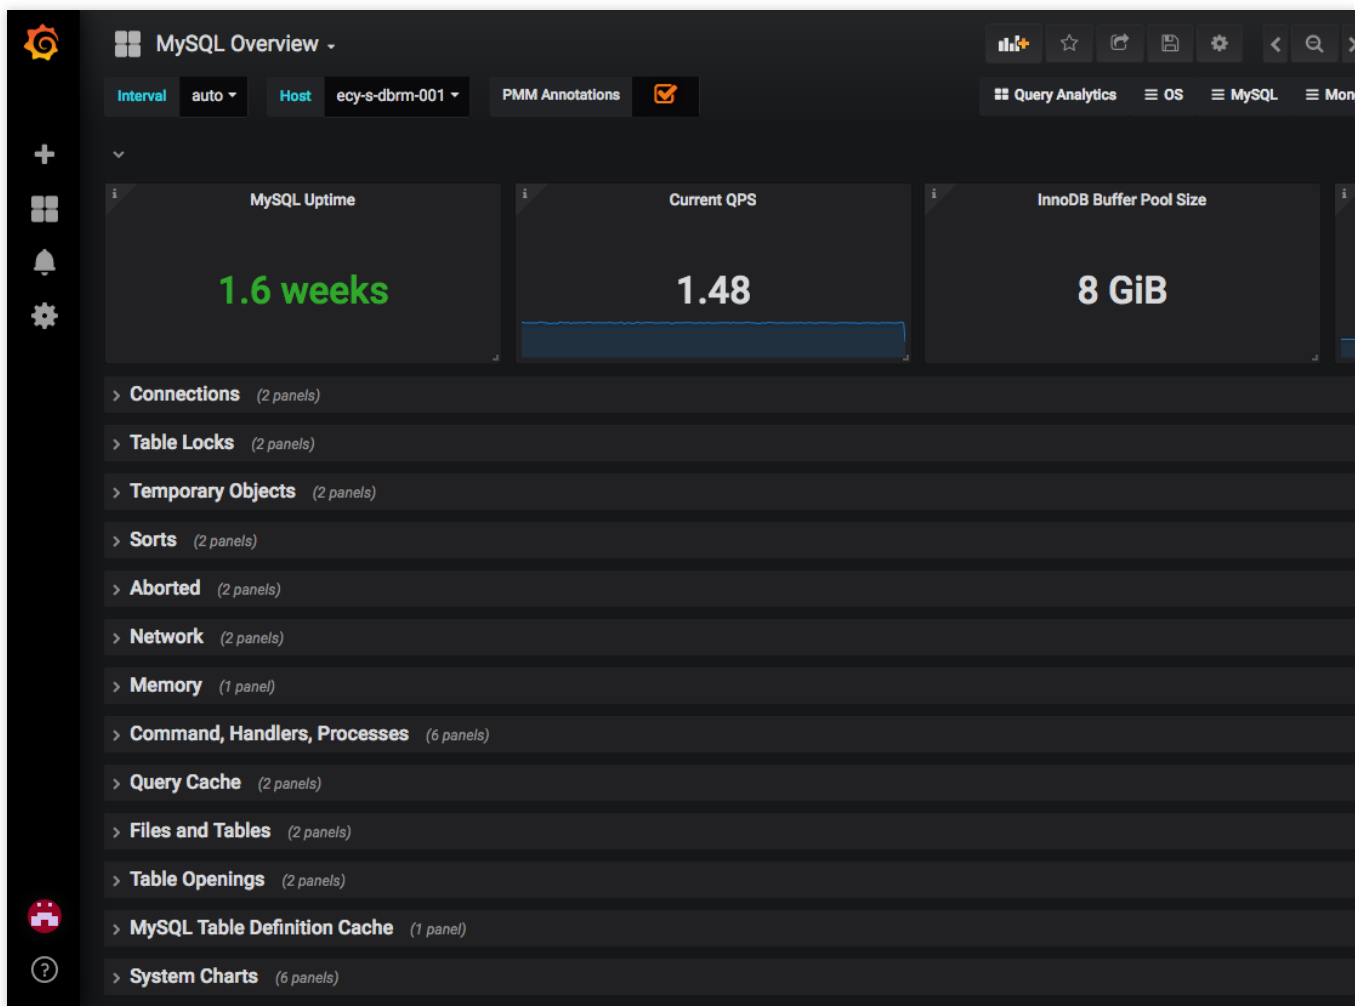 MySQL Overview
Interval auto Host ecy-s-dbrm-001 PMM Annotations Query Analytics OS MySQL Mon
MySQL Uptime
1.6 weeks
Current QPS
1.48
InnoDB Buffer Pool Size
8 GiB
Connections (2 panels)
Table Locks (2 panels)
Temporary Objects (2 panels)
Sorts (2 panels)
Aborted (2 panels)
Network (2 panels)
Memory (1 panel)
Command, Handlers, Processes (6 panels)
Query Cache (2 panels)
Files and Tables (2 panels)
Table Openings (2 panels)
MySQL Table Definition Cache (1 panel)
System Charts (6 panels)